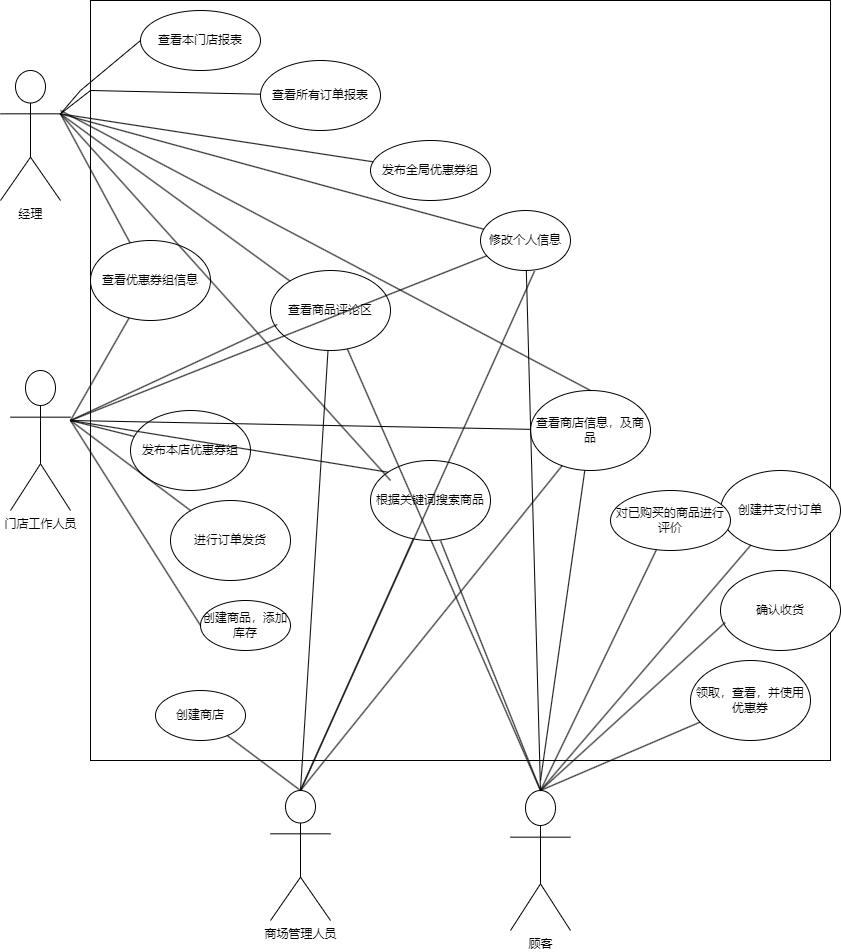 查看本门店报表
查看所有订单报表
发布全局优惠券组
经理
修改个人信息
查看优惠券组信息
查看商品评论区
查看商店信息，及商
品
发布本店优惠券组
根据关键词搜索商品
门店工作人员
对已购买的商品进行
评价
创建并支付订单
进行订单发货
确认收货
创建商品，添加
库存
领取，查看，并使用
优惠券
创建商店
商场管理人员
顾客